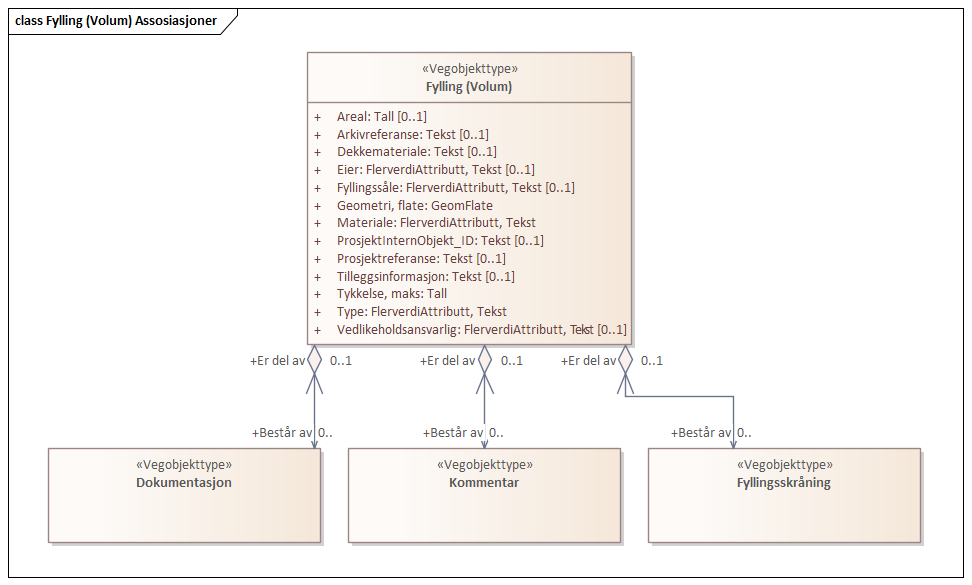 class Fylling (Volum) Assosiasjoner
«Vegobjekttype»
Fylling (Volum)
+ Areal: Tall [0..1]
+ Arkivreferanse: Tekst [0..1]
+ Dekkemateriale: Tekst [0..1]
+ Eier: FlerverdiAttributt, Tekst [0..1]
+ Fyllingssåle: FlerverdiAttributt, Tekst [0..1]
+ Geometri, flate: GeomFlate
+ Materiale: FlerverdiAttributt, Tekst
+ ProsjektInternObjekt_ID: Tekst [0..1]
+ Prosjektreferanse: Tekst [0..1]
+ Tilleggsinformasjon: Tekst [0..1]
+ Tykkelse, maks: Tall
+ Type: FlerverdiAttributt, Tekst
+ Vedlikeholdsansvarlig: FlerverdiAttributt, Tekst [0..1]
+Er del av 0..1 +Er del av 0..1 +Er del av 0..1
+Består av 0.. +Består av 0.. +Består av 0..
«Vegobjekttype» «Vegobjekttype» «Vegobjekttype»
Dokumentasjon Kommentar Fyllingsskråning